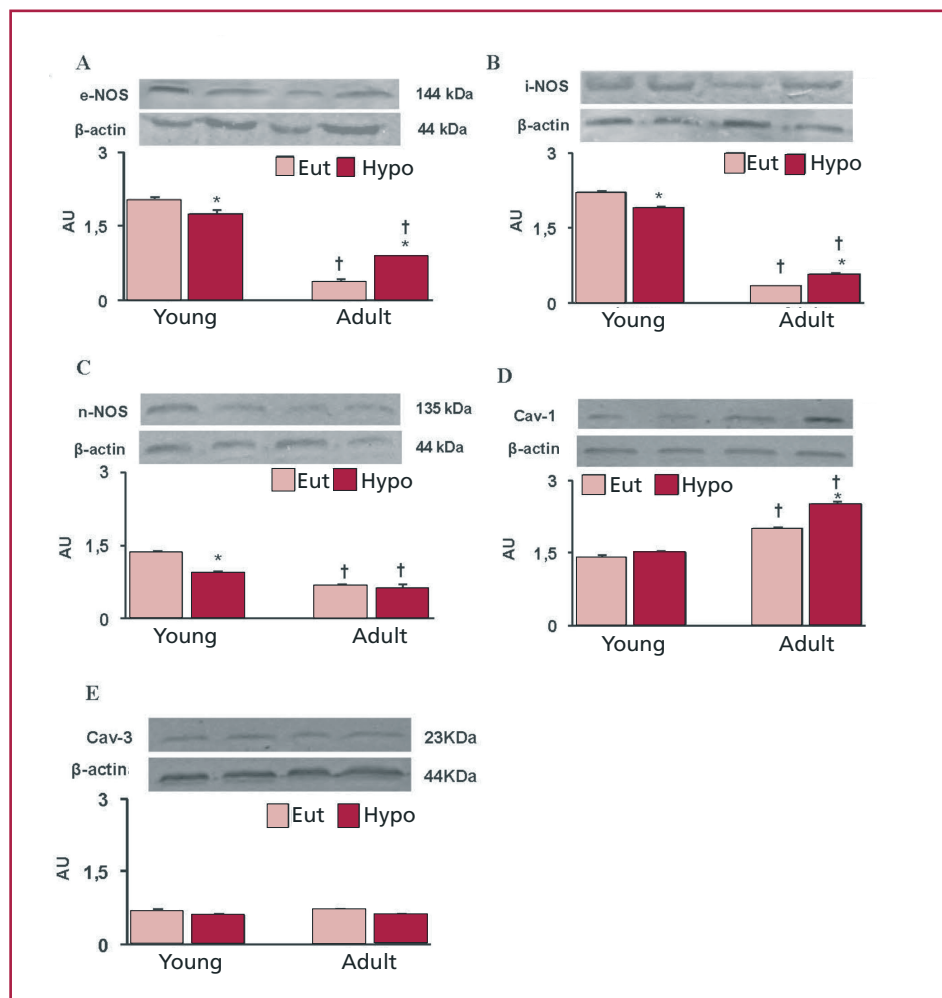 A
e-NOS 144 kDa
β-actin 44 kDa
3
Eut Hypo
*
†
†
*
AU
1,5
0
Young Adult
B
i-NOS
β-actin
3
Eut Hypo
*
†
†
*
AU
1,5
0
Young Adult
C
n-NOS 135 kDa
β-actin 44 kDa
3
Eut Hypo
*
†
†
AU
1,5
0
Young Adult
D
Cav-1
β-actin
3
Eut Hypo
†
†
*
AU
1,5
0
Young Adult
E
Cav-3 23KDa
β-actin 44KDa
3
Eut Hypo
AU
1,5
0
Young Adult